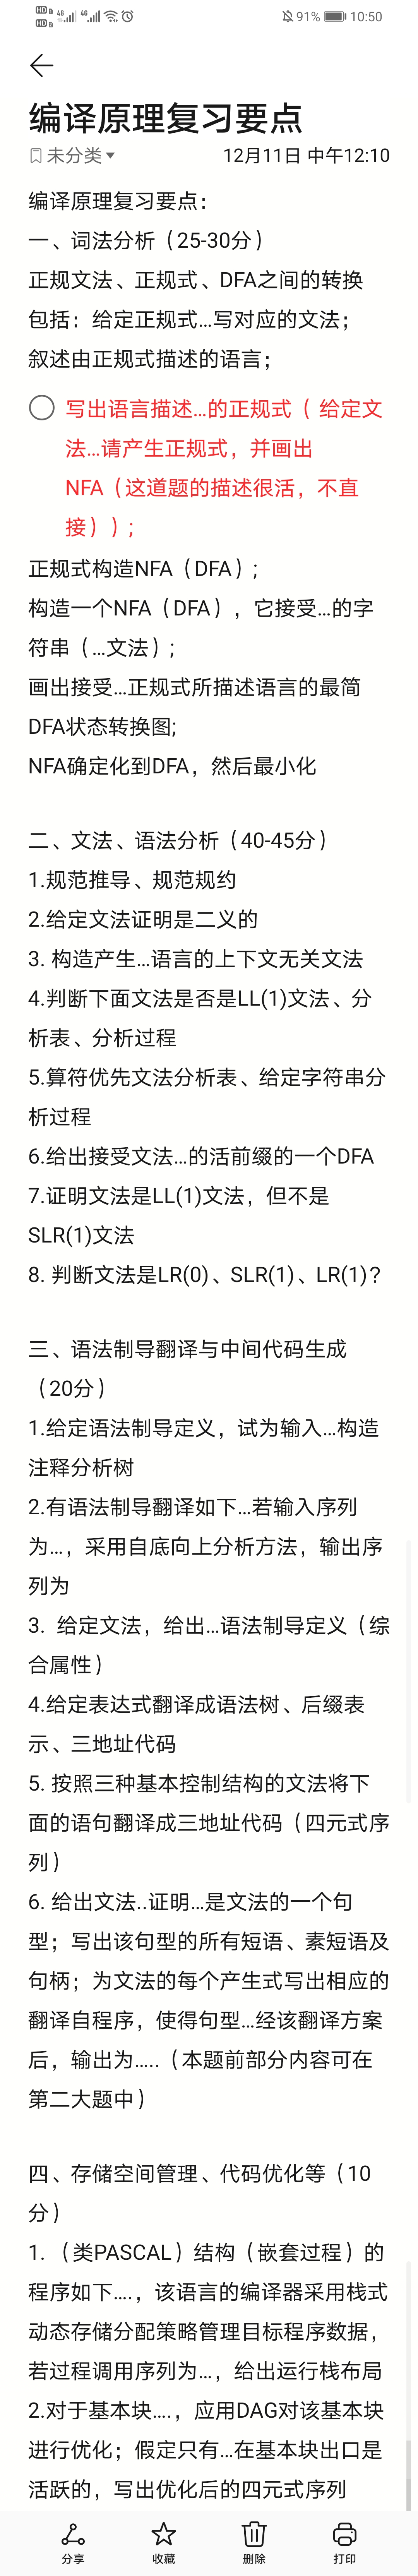 HD 1 4G 4G 91% 10:50
HD 2
编译原理复习要点
未分类 12月11日 中午12:10
编译原理复习要点：
一、词法分析（25-30分）
正规文法、正规式、DFA之间的转换
包括：给定正规式...写对应的文法；
叙述由正规式描述的语言；
写出语言描述...的正规式（ 给定文
法...请产生正规式，并画出
NFA（这道题的描述很活，不直
接））；
正规式构造NFA（DFA）；
构造一个NFA（DFA），它接受...的字
符串（...文法）；
画出接受...正规式所描述语言的最简
DFA状态转换图;
NFA确定化到DFA，然后最小化
二、文法、语法分析（40-45分）
1.规范推导、规范规约
2.给定文法证明是二义的
3. 构造产生...语言的上下文无关文法
4.判断下面文法是否是LL(1)文法、分
析表、分析过程
5.算符优先文法分析表、给定字符串分
析过程
6.给出接受文法...的活前缀的一个DFA
7.证明文法是LL(1)文法，但不是
SLR(1)文法
8. 判断文法是LR(0)、SLR(1)、LR(1)?
三、语法制导翻译与中间代码生成
（20分）
1.给定语法制导定义，试为输入...构造
注释分析树
2.有语法制导翻译如下...若输入序列
为...，采用自底向上分析方法，输出序
列为
3. 给定文法，给出...语法制导定义（综
合属性）
4.给定表达式翻译成语法树、后缀表
示、三地址代码
5. 按照三种基本控制结构的文法将下
面的语句翻译成三地址代码（四元式序
列）
6. 给出文法..证明...是文法的一个句
型；写出该句型的所有短语、素短语及
句柄；为文法的每个产生式写出相应的
翻译自程序，使得句型...经该翻译方案
后，输出为.....（本题前部分内容可在
第二大题中）
四、存储空间管理、代码优化等（10
分）
1. （类PASCAL）结构（嵌套过程）的
程序如下....，该语言的编译器采用栈式
动态存储分配策略管理目标程序数据，
若过程调用序列为...，给出运行栈布局
2.对于基本块....，应用DAG对该基本块
进行优化；假定只有...在基本块出口是
活跃的，写出优化后的四元式序列
分享 收藏 删除 打印